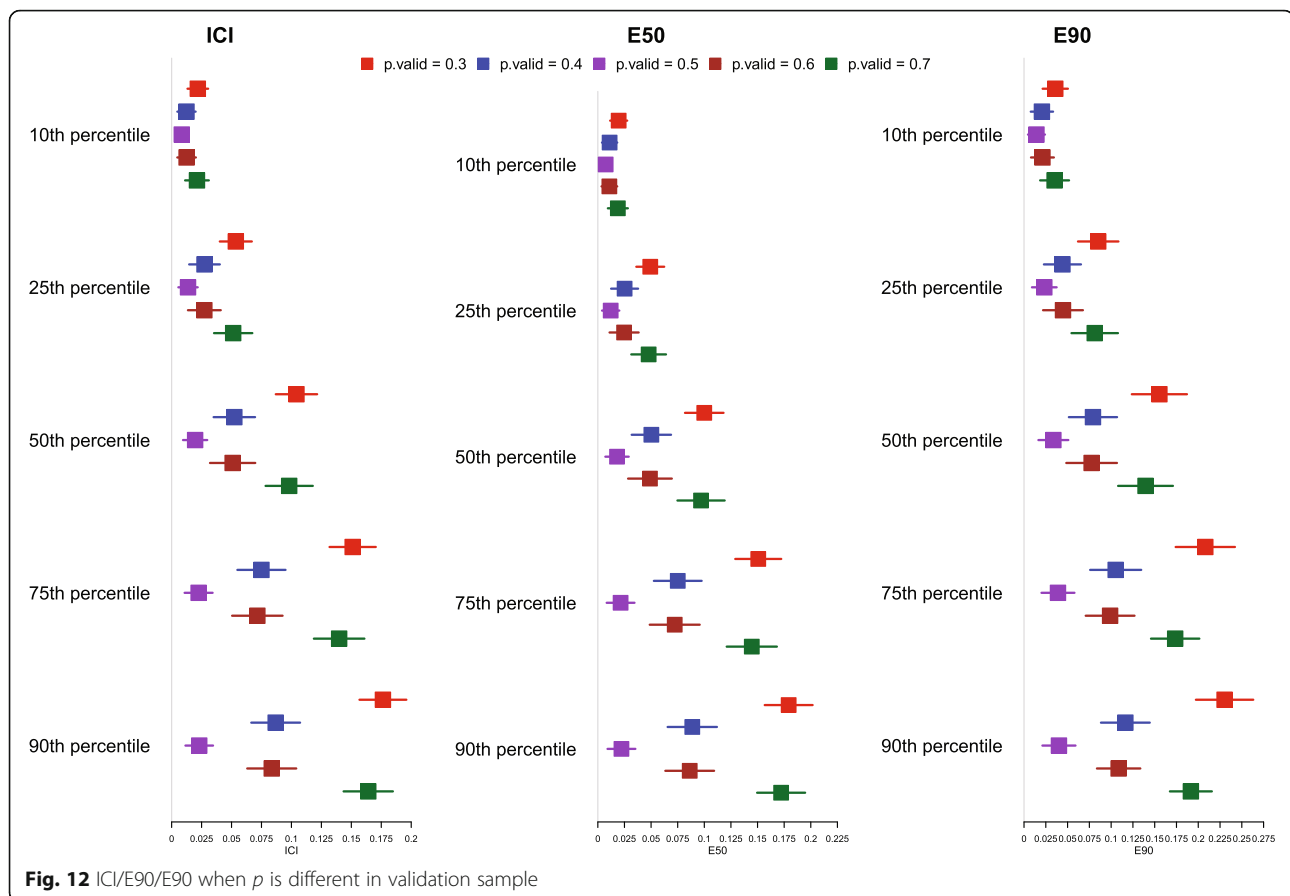 ICI E50 E90
p.valid = 0.3 p.valid = 0.4 p.valid = 0.5 p.valid = 0.6 p.valid = 0.7
10th percentile
25th percentile
50th percentile
75th percentile
90th percentile
0 0.025 0.05 0.075 0.1 0.125 0.15 0.175 0.2
ICI
10th percentile
25th percentile
50th percentile
75th percentile
90th percentile
0 0.025 0.05 0.075 0.1 0.125 0.15 0.175 0.2 0.225
E50
10th percentile
25th percentile
50th percentile
75th percentile
90th percentile
0 0.025 0.05 0.075 0.1 0.125 0.15 0.175 0.2 0.225 0.25 0.275
E90
Fig. 12 ICI/E90/E90 when p is different in validation sample